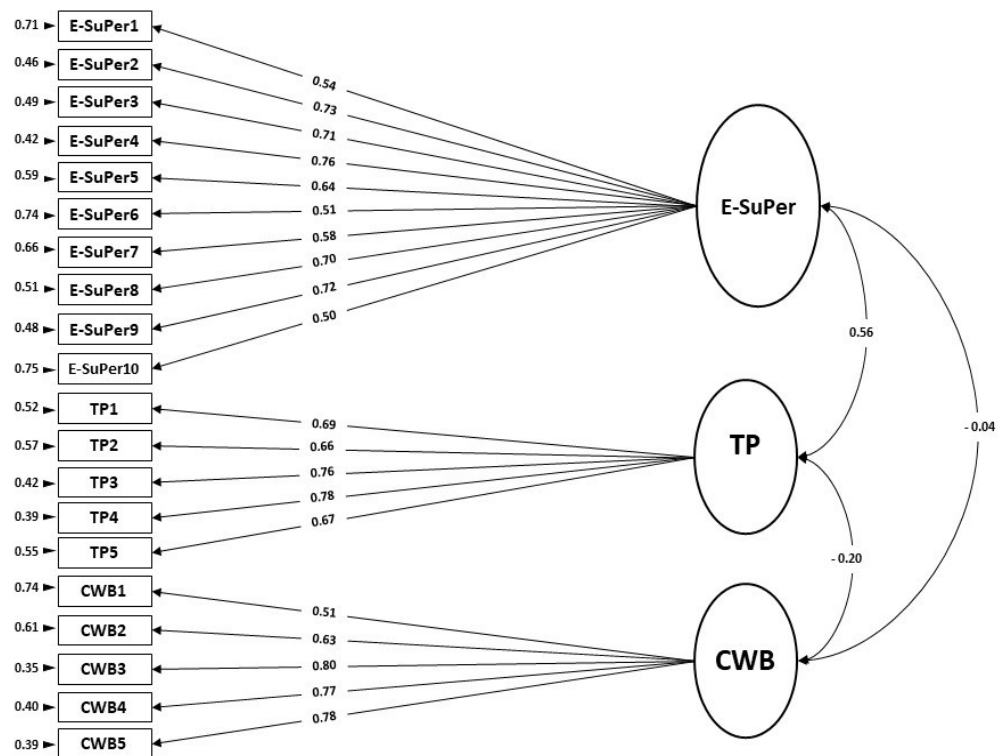 0.71 E-SuPer1
0.46 E-SuPer2
0.49 E-SuPer3
0.42 E-SuPer4
0.59 E-SuPer5
0.74 E-SuPer6
0.66 E-SuPer7
0.51 E-SuPer8
0.48 E-SuPer9
0.75 E-SuPer10
0.52 TP1
0.57 TP2
0.42 TP3
0.39 TP4
0.55 TP5
0.74 CWB1
0.61 CWB2
0.35 CWB3
0.40 CWB4
0.39 CWB5
0.54
0.73
0.71
0.76
0.64
0.51
0.58
0.70
0.72
0.50
0.69
0.66
0.76
0.78
0.67
0.51
0.63
0.80
0.77
0.78
E-SuPer
TP
CWB
0.56
- 0.04
- 0.20